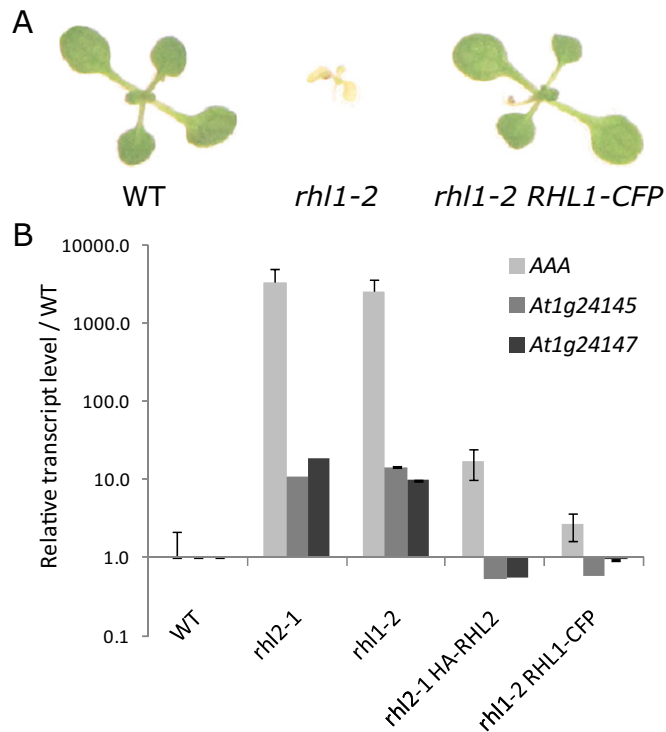 A
WT
rhl1-2
rhl1-2 RHL1-CFP
B
Relative transcript level / WT
10000.0
1000.0
100.0
10.0
1.0
0.1
AAA
At1g24145
At1g24147
WT
rhl2-1
rhl1-2
rhl2-1 HA-RHL2
rhl1-2 RHL1-CFP